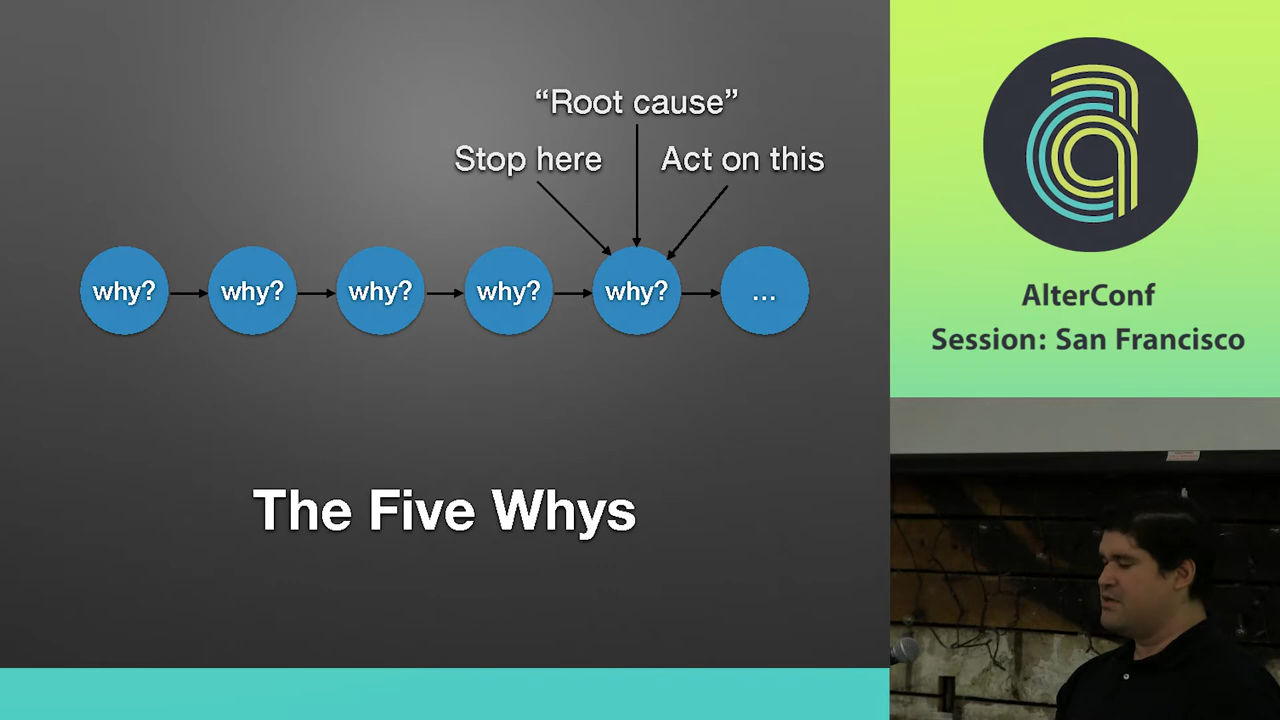 “Root cause”
Stop here
Act on this
why?
why?
why?
why?
why?
...
The Five Whys
AlterConf
Session: San Francisco